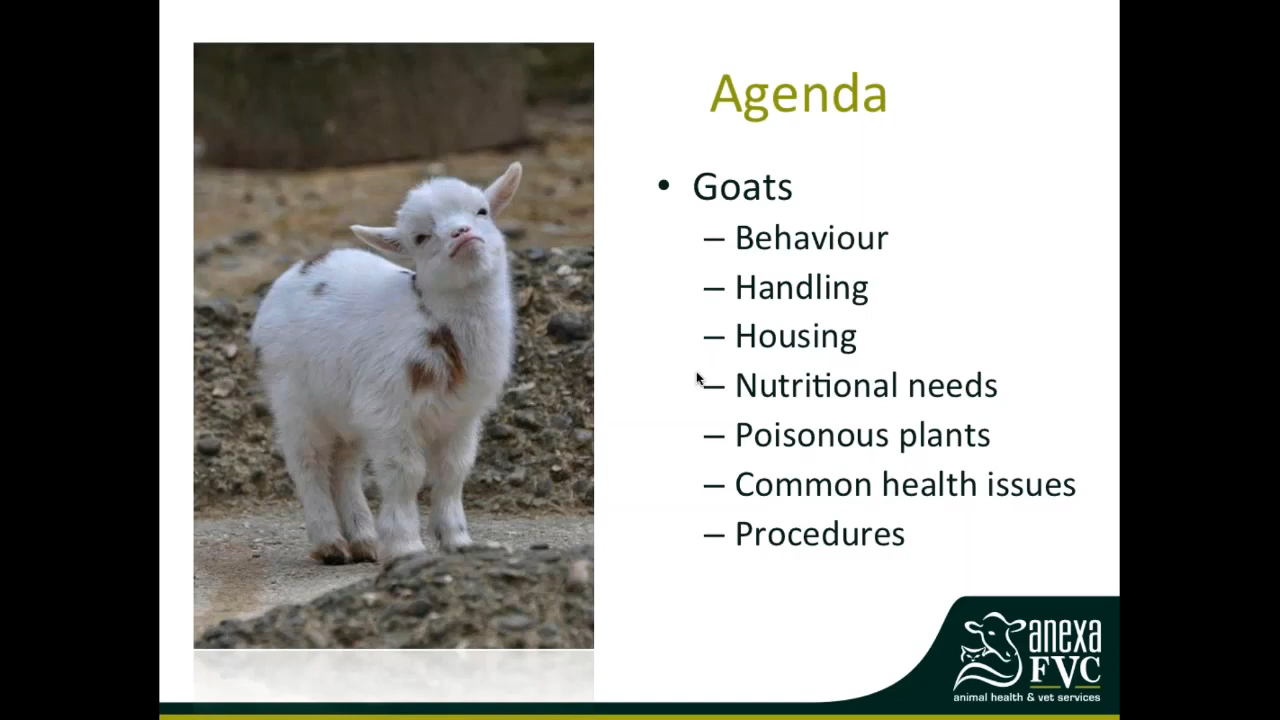 Agenda
• Goats
– Behaviour
– Handling
– Housing
– Nutritional needs
– Poisonous plants
– Common health issues
– Procedures
anexa
FVC
animal health & vet services